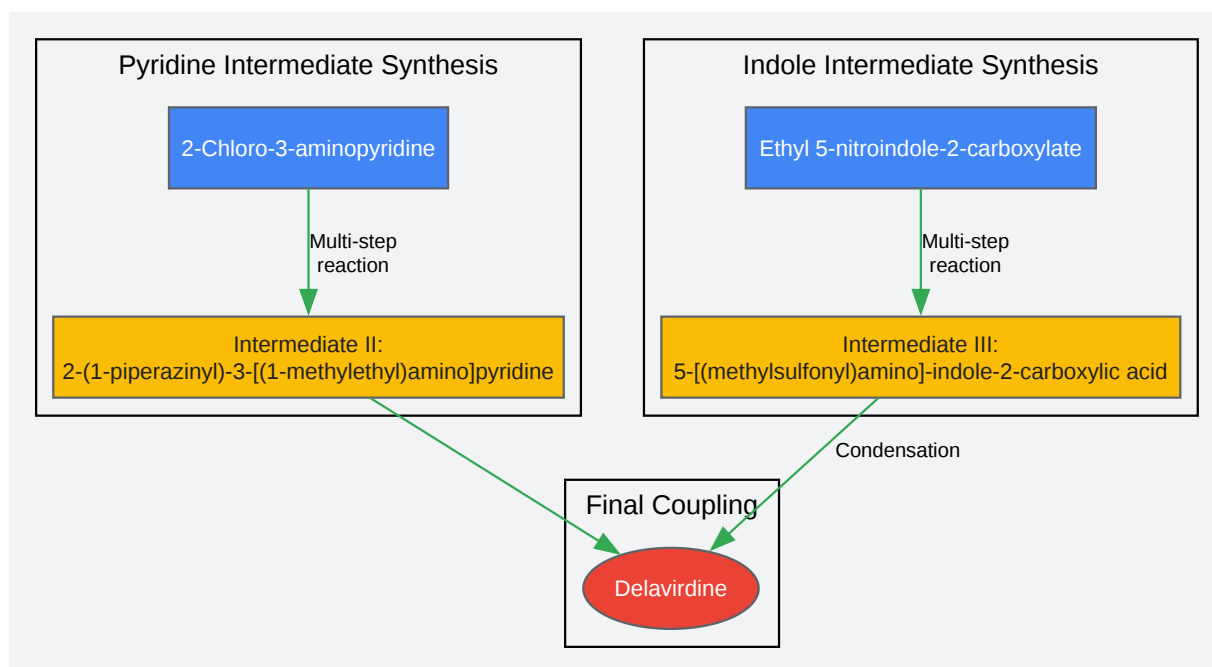 Pyridine Intermediate Synthesis
2-Chloro-3-aminopyridine
Multi-step
reaction
Intermediate II:
2-(1-piperazinyl)-3-[(1-methylethyl)amino]pyridine
Indole Intermediate Synthesis
Ethyl 5-nitroindole-2-carboxylate
Multi-step
reaction
Intermediate III:
5-[(methylsulfonyl)amino]-indole-2-carboxylic acid
Condensation
Final Coupling
Delavirdine